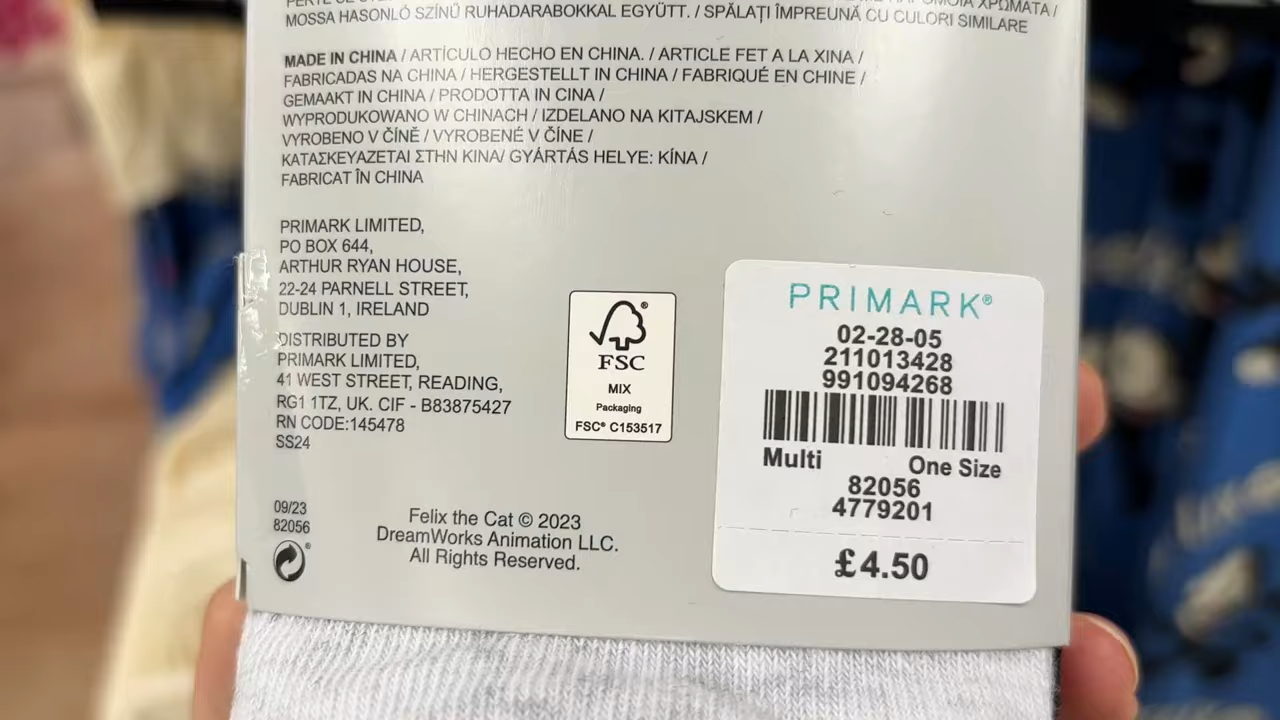 MOSSA HASONLÓ SZÍNŰ RUHADARABOKKAL EGYÜTT. / SPĂLAȚI ÎMPREUNĂ CU CULORI SIMILARE
MADE IN CHINA / ARTÍCULO HECHO EN CHINA. / ARTICLE FET A LA XINA /
FABRICADAS NA CHINA / HERGESTELLT IN CHINA / FABRIQUÉ EN CHINE /
GEMAAKT IN CHINA / PRODOTTA IN CINA /
WYPRODUKOWANO W CHINACH / IZDELANO NA KITAJSKEM /
VYROBENO V ČÍNĚ / VYROBENÉ V ČÍNE /
ΚΑΤΑΣΚΕΥΑΖΕΤΑΙ ΣΤΗΝ ΚΙΝΑ/ GYÁRTÁS HELYE: KÍNA /
FABRICAT ÎN CHINA
PRIMARK LIMITED,
PO BOX 644,
ARTHUR RYAN HOUSE,
22-24 PARNELL STREET,
DUBLIN 1, IRELAND
DISTRIBUTED BY
PRIMARK LIMITED,
41 WEST STREET, READING,
RG1 1TZ, UK. CIF - B83875427
RN CODE:145478
SS24
09/23
82056
Felix the Cat © 2023
DreamWorks Animation LLC.
All Rights Reserved.
®
FSC
MIX
Packaging
FSC® C153517
PRIMARK®
02-28-05
211013428
991094268
Multi One Size
82056
4779201
£4.50